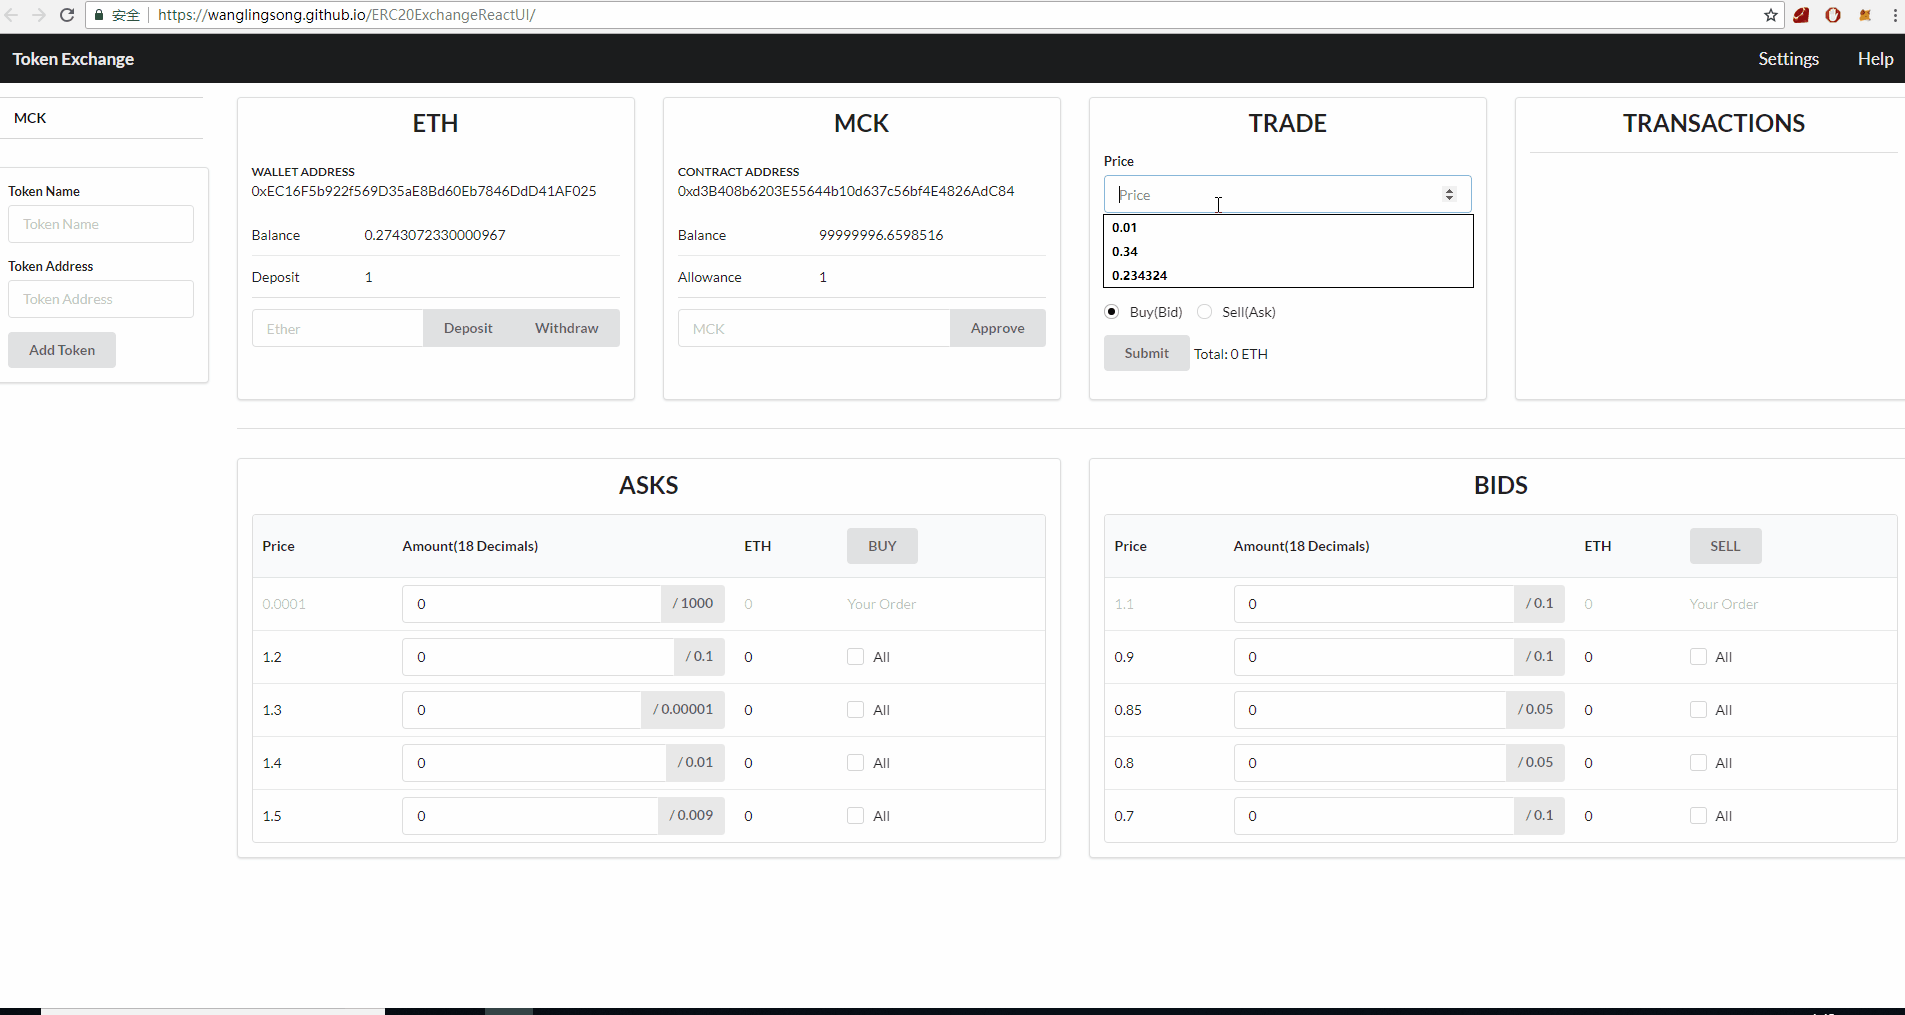 安全 https://wanglingsong.github.io/ERC20ExchangeReactUI/
Token Exchange Settings Help
MCK
Token Name
Token Name
Token Address
Token Address
Add Token
ETH
WALLET ADDRESS
0xEC16F5b922f569D35aE8Bd60Eb7846DdD41AF025
Balance 0.2743072330000967
Deposit 1
Ether Deposit Withdraw
MCK
CONTRACT ADDRESS
0xd3B408b6203E55644b10d637c56bf4E4826AdC84
Balance 99999996.6598516
Allowance 1
MCK Approve
TRADE
Price
Price
0.01
0.34
0.234324
Buy(Bid) Sell(Ask)
Submit Total: 0 ETH
TRANSACTIONS
ASKS
Price Amount(18 Decimals) ETH BUY
0.0001 0 / 1000 0 Your Order
1.2 0 / 0.1 0 All
1.3 0 / 0.00001 0 All
1.4 0 / 0.01 0 All
1.5 0 / 0.009 0 All
BIDS
Price Amount(18 Decimals) ETH SELL
1.1 0 / 0.1 0 Your Order
0.9 0 / 0.1 0 All
0.85 0 / 0.05 0 All
0.8 0 / 0.05 0 All
0.7 0 / 0.1 0 All